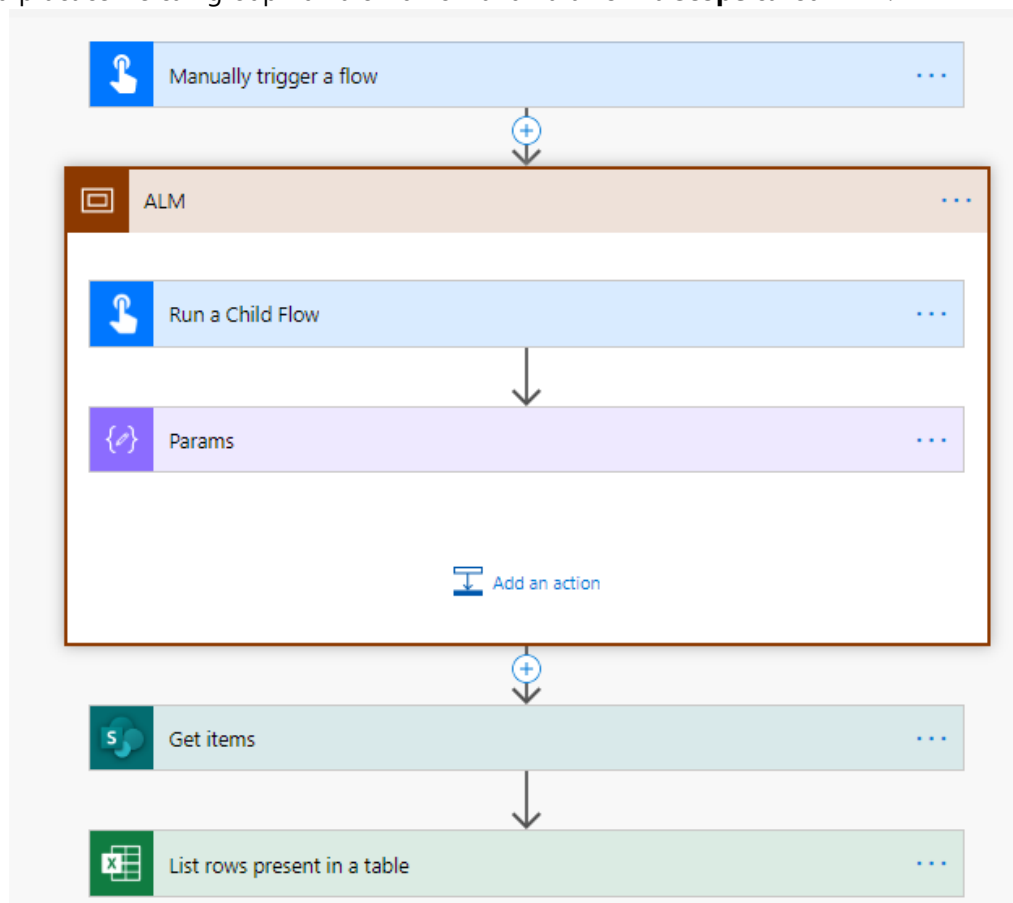 Manually trigger a flow
ALM
Run a Child Flow
Params
Add an action
Get items
List rows present in a table